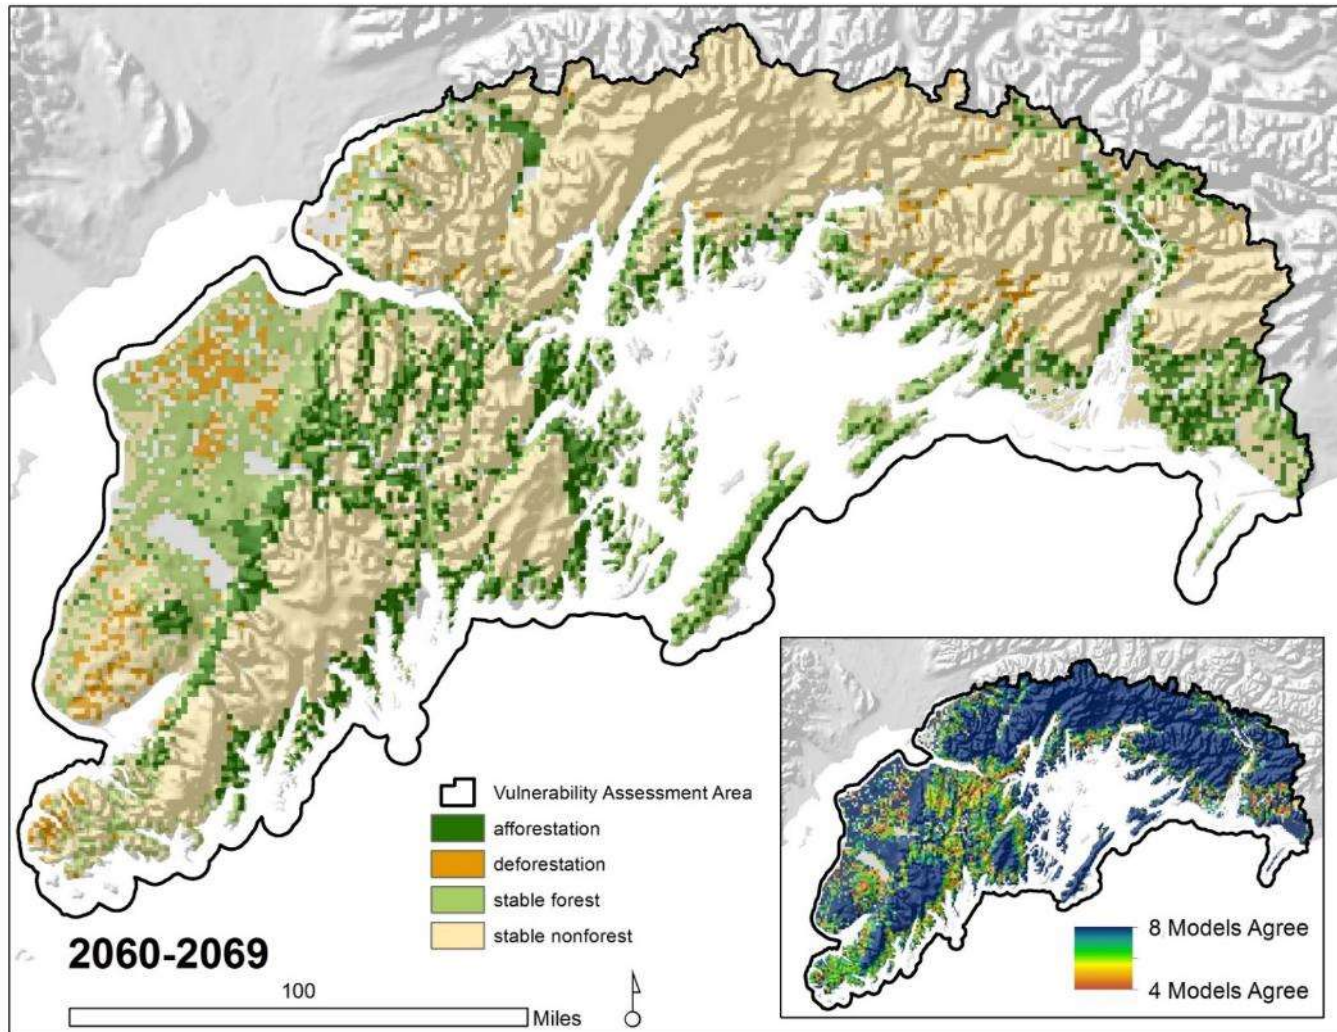 Vulnerability Assessment Area
afforestation
deforestation
stable forest
stable nonforest
2060-2069
100
Miles
8 Models Agree
4 Models Agree